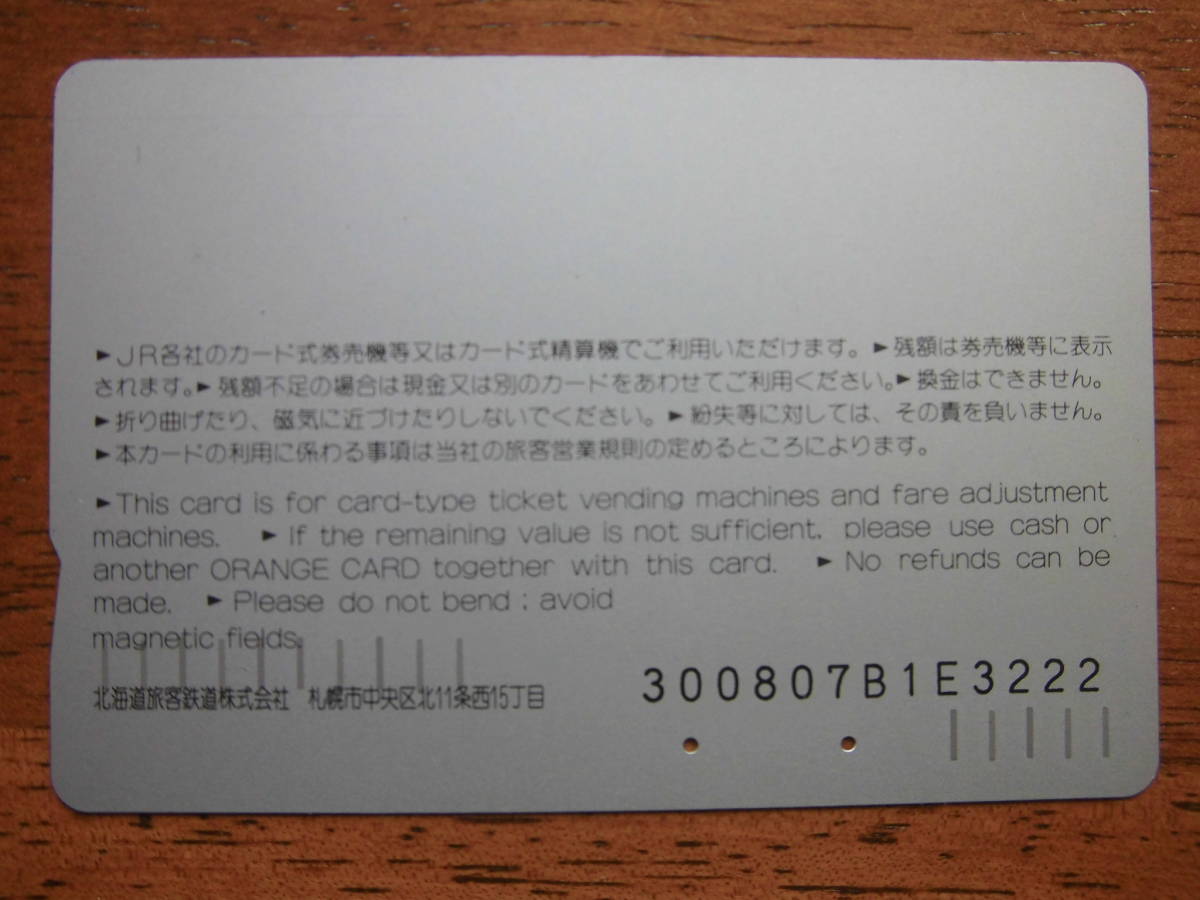 ►JR各社のカード式券売機等又はカード式精算機でご利用いただけます。►残額は券売機等に表示
されます。►残額不足の場合は現金又は別のカードをあわせてご利用ください。►換金はできません。
►折り曲げたり、磁気に近づけたりしないでください。►紛失等に対しては、その責を負いません。
►本カードの利用に係わる事項は当社の旅客営業規則の定めるところによります。
►This card is for card-type ticket vending machines and fare adjustment
machines. ►If the remaining value is not sufficient, please use cash or
another ORANGE CARD together with this card. ►No refunds can be
made. ►Please do not bend ; avoid
magnetic fields.
北海道旅客鉄道株式会社 札幌市中央区北11条西15丁目
300807B1E3222